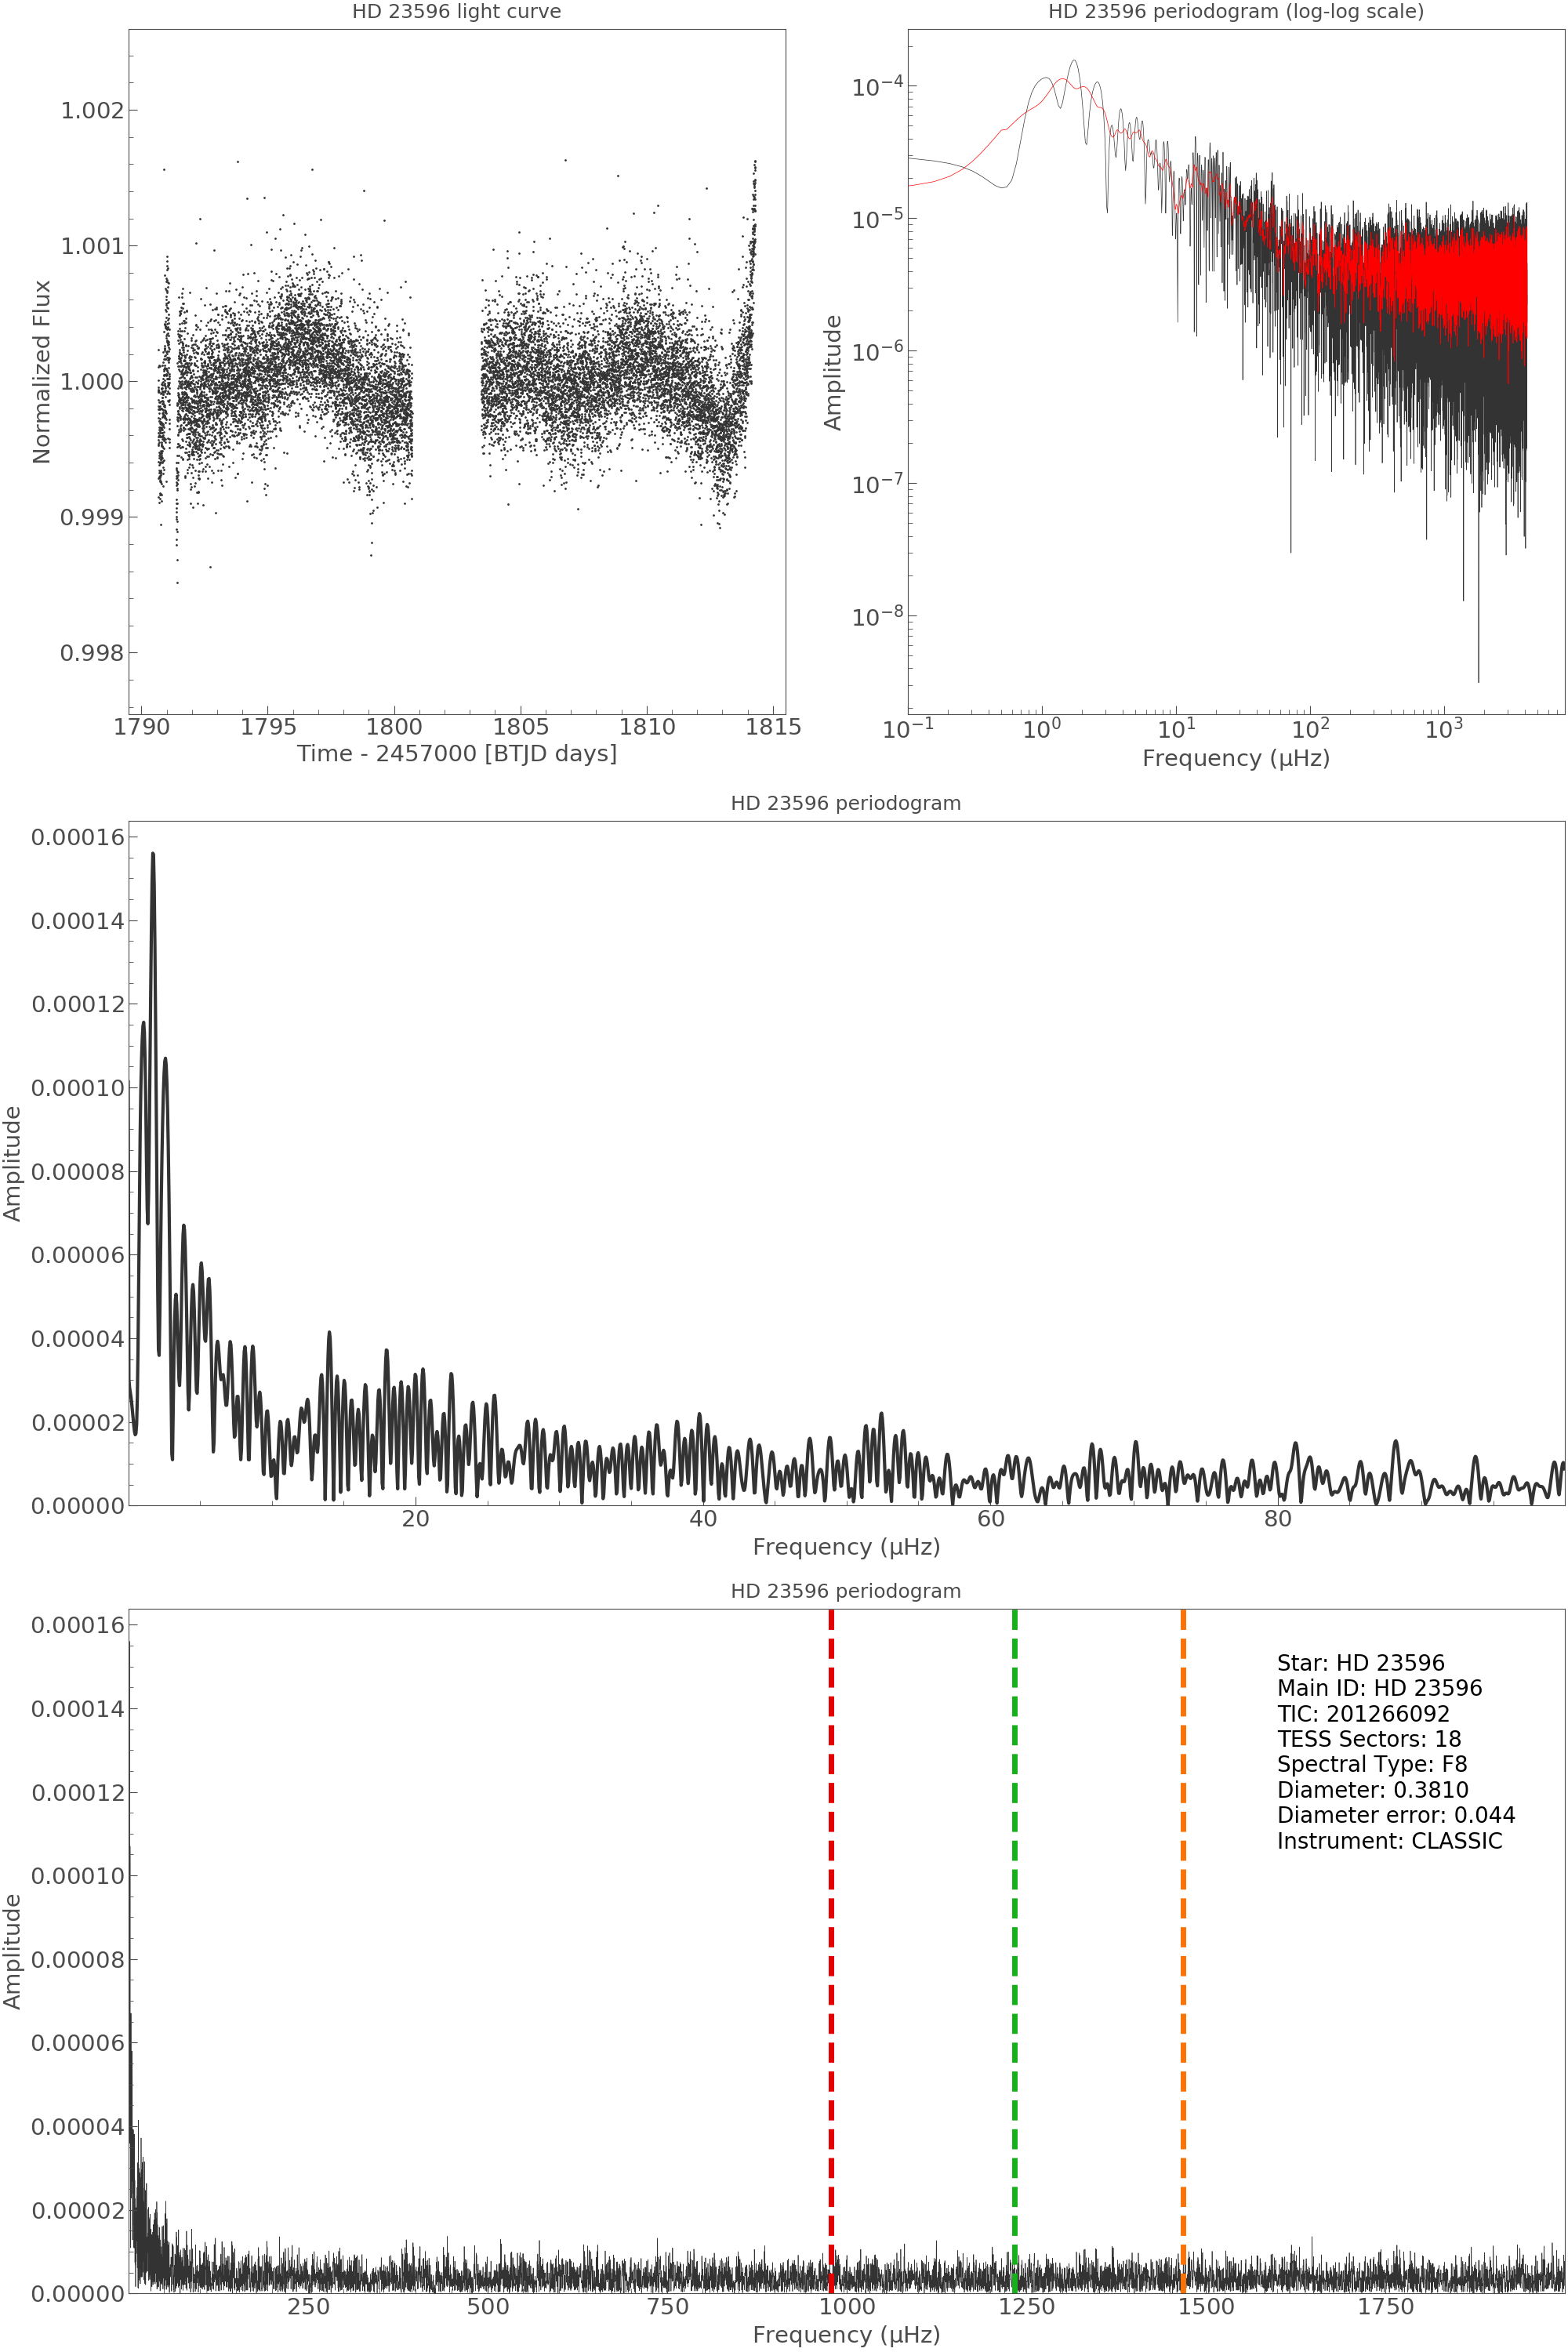 HD 23596 light curve
1.002
1.001
1.000
0.999
0.998
Normalized Flux
1790 1795 1800 1805 1810 1815
Time - 2457000 [BTJD days]
HD 23596 periodogram (log-log scale)
10⁻⁴
10⁻⁵
10⁻⁶
10⁻⁷
10⁻⁸
Amplitude
10⁻¹ 10⁰ 10¹ 10² 10³
Frequency (μHz)
HD 23596 periodogram
0.00016
0.00014
0.00012
0.00010
0.00008
0.00006
0.00004
0.00002
0.00000
Amplitude
20 40 60 80
Frequency (μHz)
HD 23596 periodogram
0.00016
0.00014
0.00012
0.00010
0.00008
0.00006
0.00004
0.00002
0.00000
Amplitude
250 500 750 1000 1250 1500 1750
Frequency (μHz)
Star: HD 23596
Main ID: HD 23596
TIC: 201266092
TESS Sectors: 18
Spectral Type: F8
Diameter: 0.3810
Diameter error: 0.044
Instrument: CLASSIC